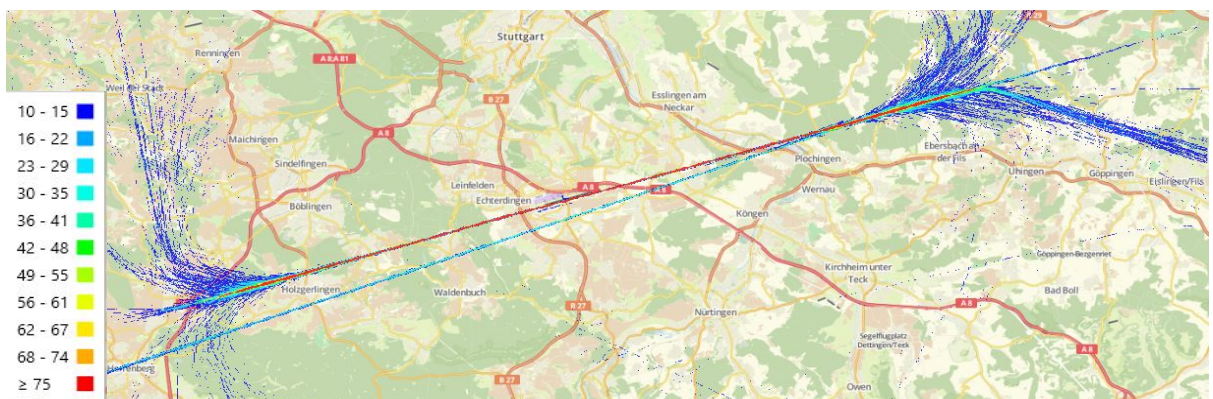 Stuttgart
R 29
Renningen
A 8;A 81
Weil der Stadt
B 27
Esslingen am
Neckar
10 - 15
16 - 22
23 - 29
30 - 35
36 - 41
42 - 48
49 - 55
56 - 61
62 - 67
68 - 74
≥ 75
Maichingen
A 8
Sindelfingen
Leinfelden
Echterdingen
A 8
Böblingen
Plochingen
Wernau
Ebersbach an
der Fils
Uhingen
Göppingen
Eislingen/Fils
Köngen
Holzgerlingen
Waldenbuch
Kirchheim unter
Teck
Göppingen-Bezgenriet
Bad Boll
B 27
Nürtingen
A 8
Segelflugplatz
Dettingen/Teck
A 8
B 27
Owen